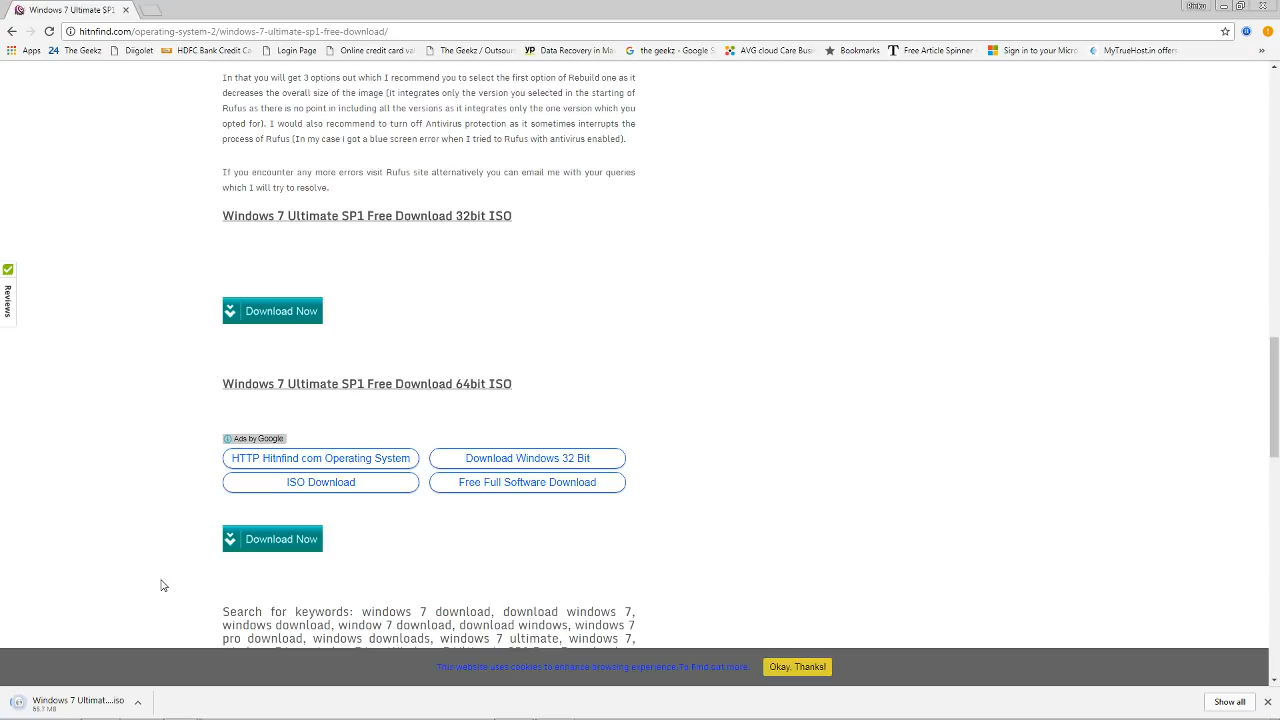 Windows 7 Ultimate SP1
hitnfind.com/operating-system-2/windows-7-ultimate-sp1-free-download/
Apps
24 The Geekz
Diigolet
HDFC Bank Credit C
Login Page
Online credit card val
The Geekz / Outsour
YP Data Recovery in Ma
the geekz - Google S
AVG cloud Care Busi
Bookmarks
T Free Article Spinner
Sign in to your Micro
MyTrueHost.in offers
In that you will get 3 options out which I recommend you to select the first option of Rebuild one as it
decreases the overall size of the image (it integrates only the version you selected in the starting of
Rufus as there is no point in including all the versions as it integrates only the one version which you
opted for). I would also recommend to turn off Antivirus protection as it sometimes interrupts the
process of Rufus (In my case i got a blue screen error when I tried to Rufus with antivirus enabled).
If you encounter any more errors visit Rufus site alternatively you can email me with your queries
which I will try to resolve.
Windows 7 Ultimate SP1 Free Download 32bit ISO
Reviews
Download Now
Windows 7 Ultimate SP1 Free Download 64bit ISO
Ads by Google
HTTP Hitnfind com Operating System
Download Windows 32 Bit
ISO Download
Free Full Software Download
Download Now
Search for keywords: windows 7 download, download windows 7,
windows download, window 7 download, download windows, windows 7
pro download, windows downloads, windows 7 ultimate, windows 7,
This website uses cookies to enhance browsing experience.To Find out more.
Okay, Thanks!
Windows 7 Ultimat....iso
Show all